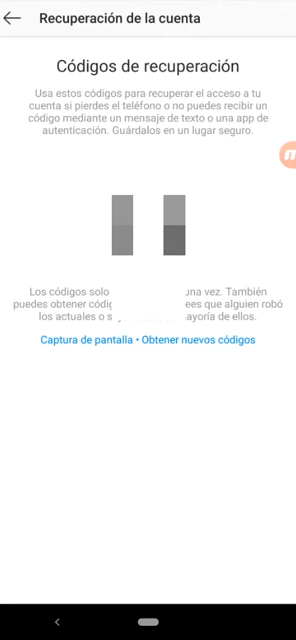 Recuperación de la cuenta
Códigos de recuperación
Usa estos códigos para recuperar el acceso a tu
cuenta si pierdes el teléfono o no puedes recibir un
código mediante un mensaje de texto o una app de
autenticación. Guárdalos en un lugar seguro.
Los códigos solo una vez. También
puedes obtener que alguien robó
los actuales o de ellos.
Captura de pantalla • Obtener nuevos códigos